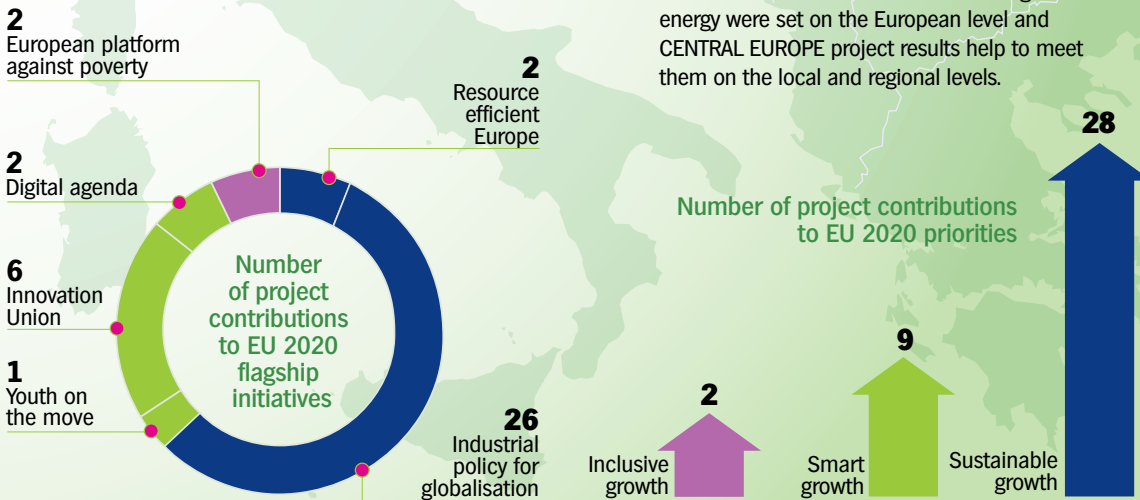 energy were set on the European level and
CENTRAL EUROPE project results help to meet
them on the local and regional levels.
2
European platform
against poverty
2
Resource
efficient
Europe
2
Digital agenda
6
Innovation
Union
1
Youth on
the move
26
Industrial
policy for
globalisation
Number
of project
contributions
to EU 2020
flagship
initiatives
Number of project contributions
to EU 2020 priorities
2
Inclusive
growth
9
Smart
growth
28
Sustainable
growth